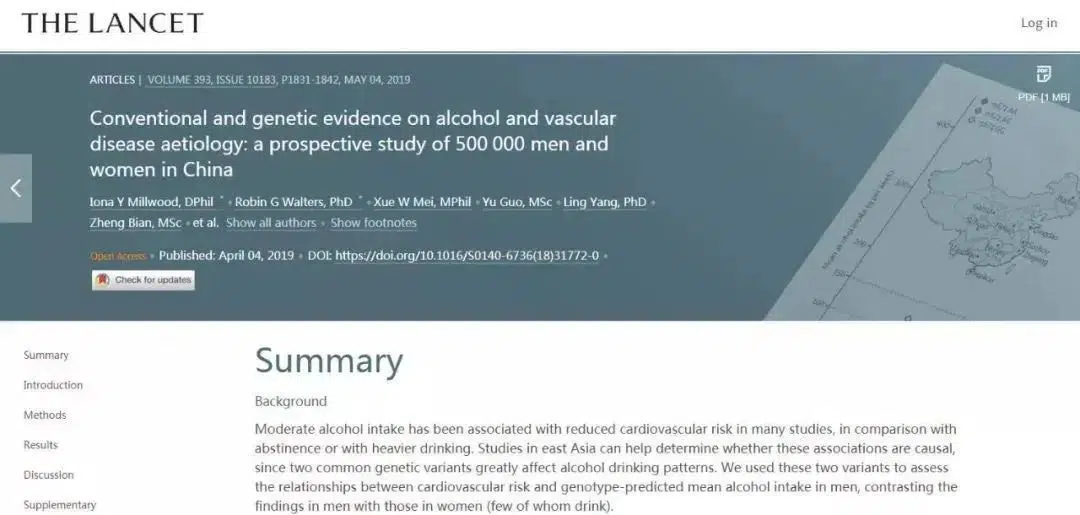 THE LANCET
Log in
ARTICLES | VOLUME 393, ISSUE 10183, P1831-1842, MAY 04, 2019
PDF [1 MB]
Conventional and genetic evidence on alcohol and vascular
disease aetiology: a prospective study of 500 000 men and
women in China
Iona Y Millwood, DPhil * • Robin G Walters, PhD * • Xue W Mei, MPhil • Yu Guo, MSc • Ling Yang, PhD •
Zheng Bian, MSc • et al. Show all authors • Show footnotes
Open Access • Published: April 04, 2019 • DOI: https://doi.org/10.1016/S0140-6736(18)31772-0 •
Check for updates
Summary
Introduction
Methods
Results
Discussion
Supplementary
Summary
Background
Moderate alcohol intake has been associated with reduced cardiovascular risk in many studies, in comparison with
abstinence or with heavier drinking. Studies in east Asia can help determine whether these associations are causal,
since two common genetic variants greatly affect alcohol drinking patterns. We used these two variants to assess
the relationships between cardiovascular risk and genotype-predicted mean alcohol intake in men, contrasting the
findings in men with those in women (few of whom drink).